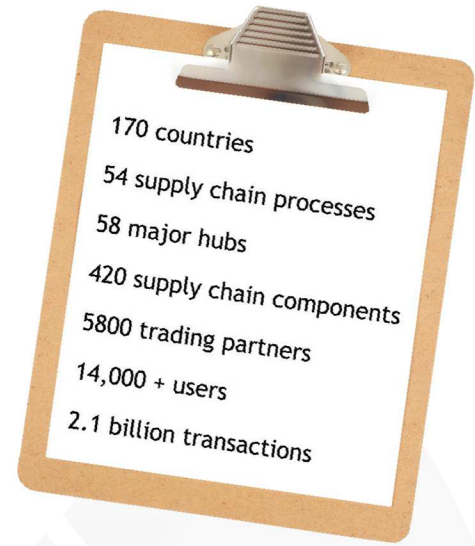 170 countries
54 supply chain processes
58 major hubs
420 supply chain components
5800 trading partners
14,000 + users
2.1 billion transactions